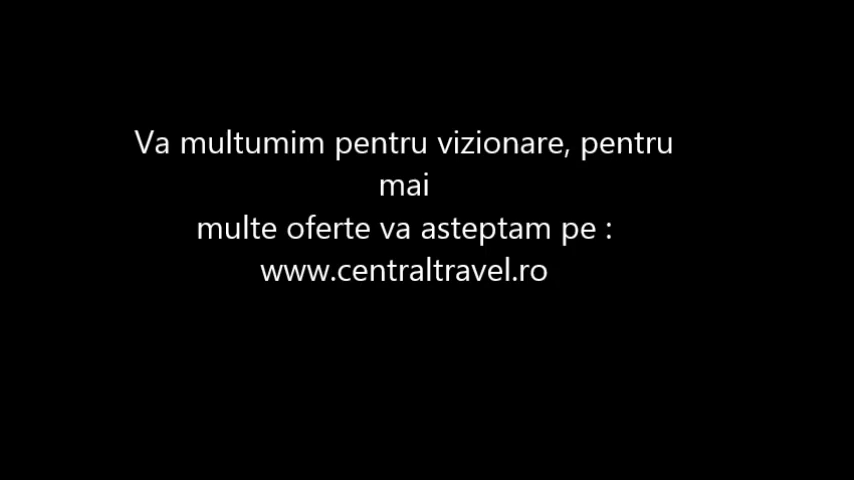 Va multumim pentru vizionare, pentru
mai
multe oferte va asteptam pe :
www.centraltravel.ro